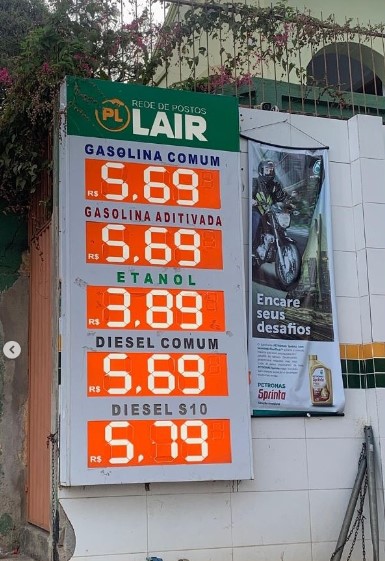 PL
REDE DE POSTOS
LAIR
GASOLINA COMUM
R$ 5,69
GASOLINA ADITIVADA
R$ 5,69
ETANOL
R$ 3,89
DIESEL COMUM
R$ 5,69
DIESEL S10
R$ 5,79
Encare
seus
desafios
PETRONAS
Sprinta